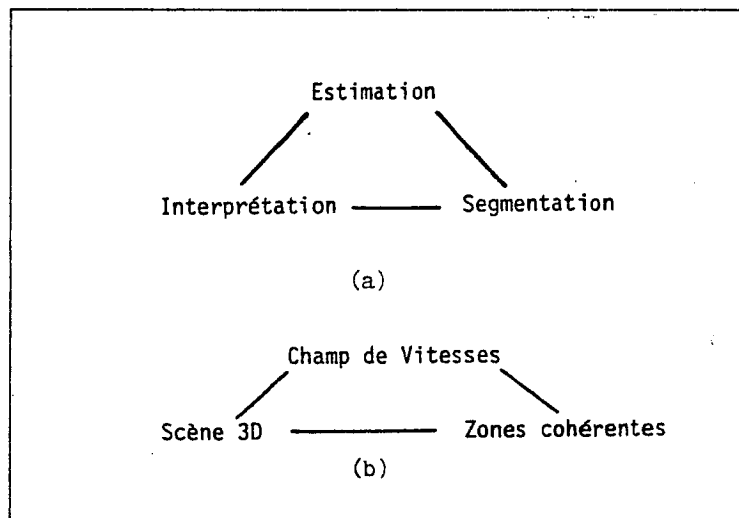 Estimation
Interprétation Segmentation
(a)
Champ de Vitesses
Scène 3D Zones cohérentes
(b)